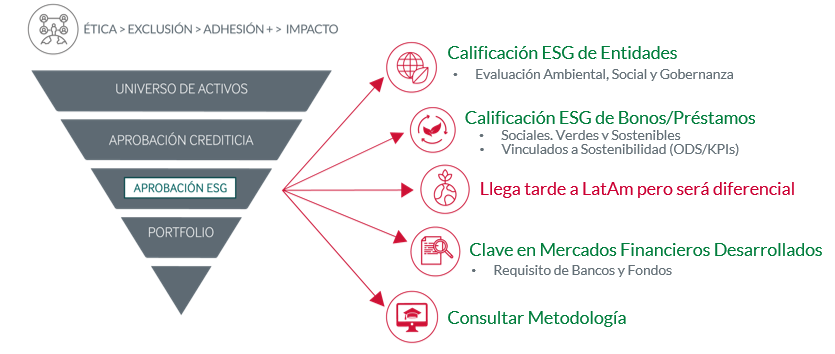 ÉTICA > EXCLUSIÓN > ADHESIÓN + > IMPACTO
UNIVERSO DE ACTIVOS
APROBACIÓN CREDITICIA
APROBACIÓN ESG
PORTFOLIO
Calificación ESG de Entidades
• Evaluación Ambiental, Social y Gobernanza
Calificación ESG de Bonos/Préstamos
• Sociales, Verdes y Sostenibles
• Vinculados a Sostenibilidad (ODS/KPIs)
Llega tarde a LatAm pero será diferencial
Clave en Mercados Financieros Desarrollados
• Requisito de Bancos y Fondos
Consultar Metodología